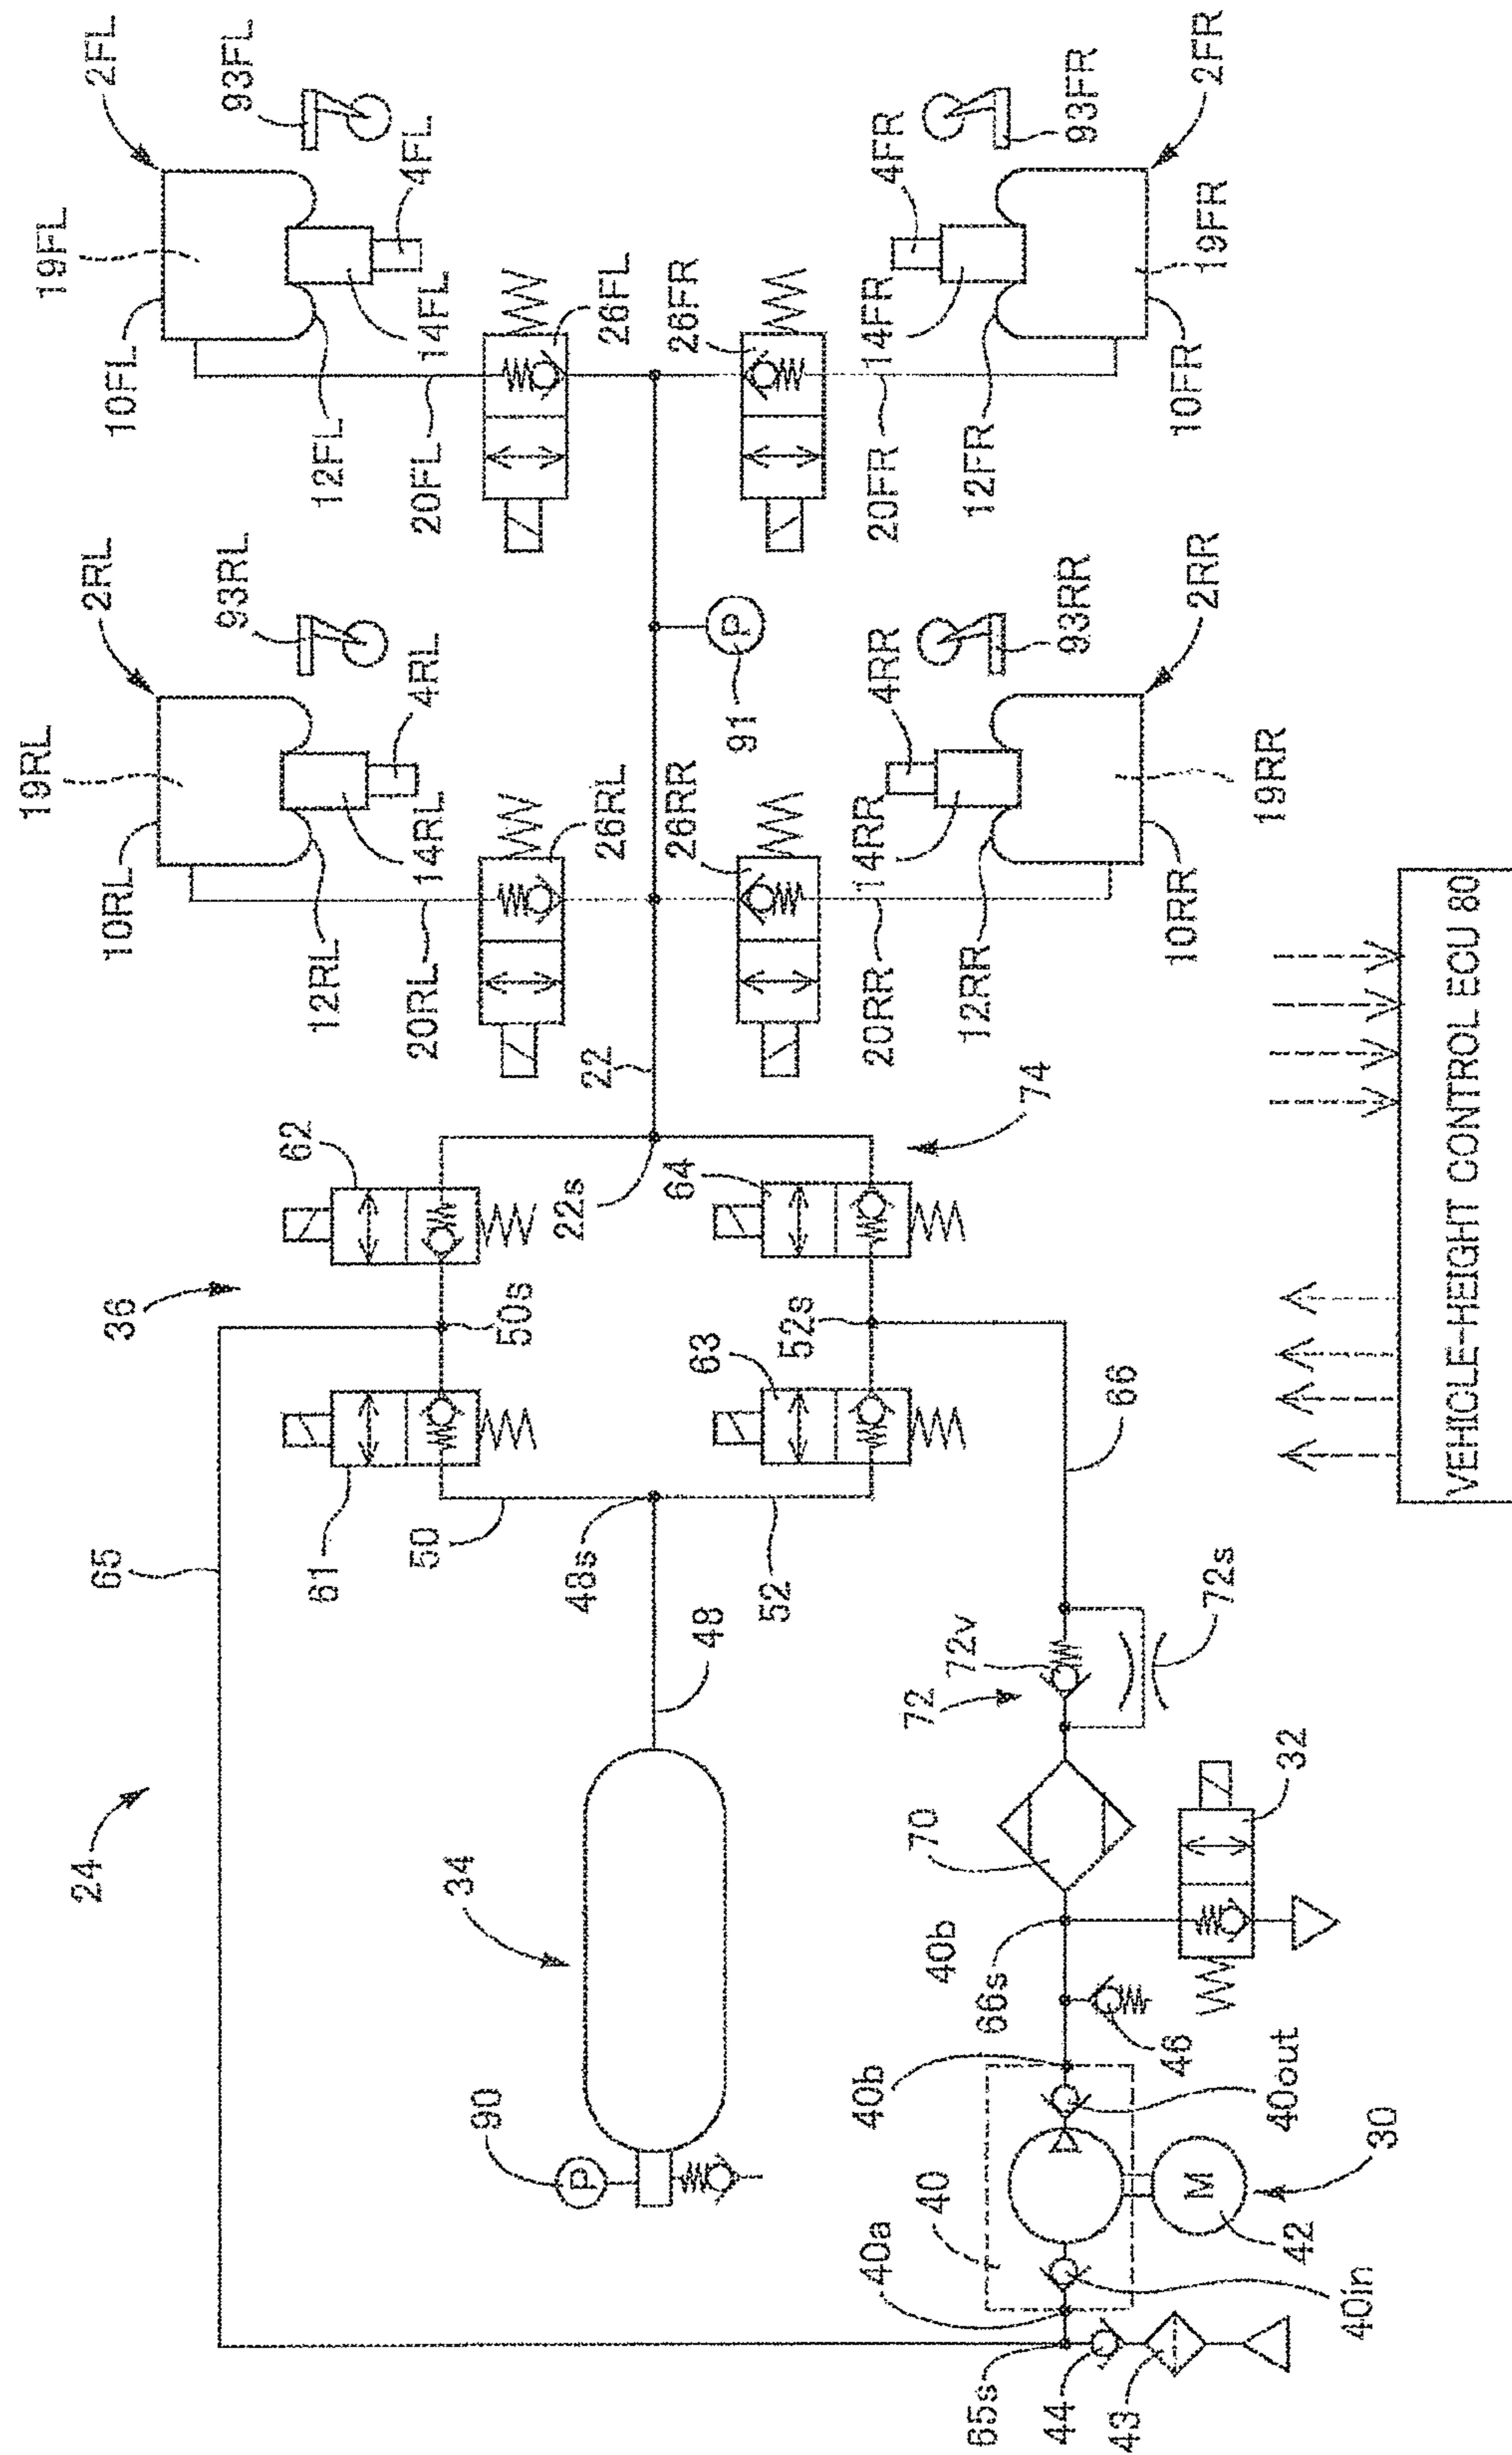 2FL
93FL
19FL
10FL
4FL
14FL
12FL
20FL
26FL
26FR
4FR
93FR
2FR
14FR
19FR
20FR
12FR
10FR
2RL
93RL
19RL
10RL
4RL
14RL
12RL
20RL
26RL
91
P
26RR
4RR
93RR
2RR
14RR
19RR
20RR
12RR
10RR
22
74
62
36
22s
64
50s
63
52s
66
61
65
50
48s
52
48
72v
72
72s
24
34
70
32
40b
66s
46
90
P
40b
40out
40
M
30
40a
42
40in
65s
44
43
VEHICLE-HEIGHT CONTROL ECU 80